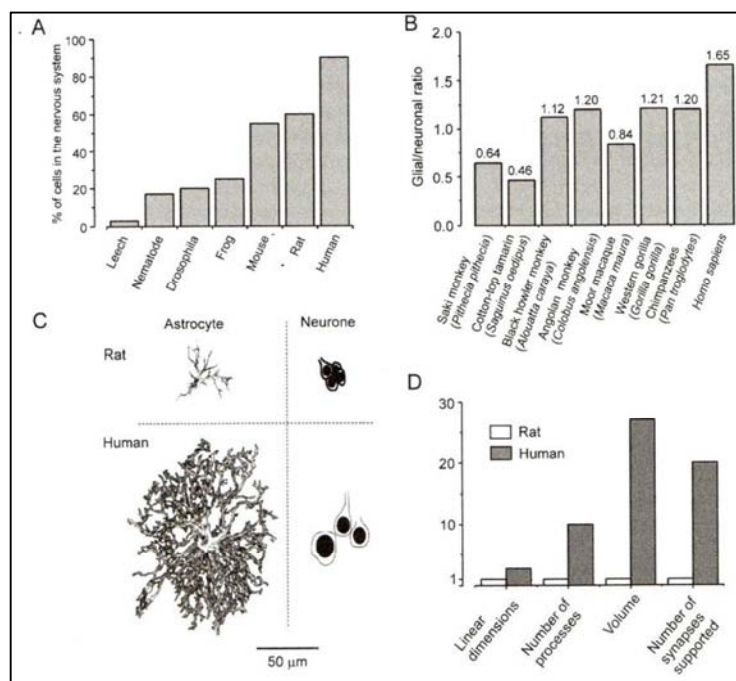 A
% of cells in the nervous system
100
80
60
40
20
0
Leech
Nematode
Drosophila
Frog
Mouse
Rat
Human
B
Glial/neuronal ratio
2.0
1.5
1.0
0.5
0.0
0.64
0.46
1.12
1.20
0.84
1.21
1.20
1.65
Saki monkey
(Pithecia pithecia)
Cotton-top tamarin
(Saguinus oedipus)
Black howler monkey
(Alouatta caraya)
Angolan monkey
(Colobus angolensis)
Moor macaque
(Macaca maura)
Western gorilla
(Gorilla gorilla)
Chimpanzees
(Pan troglodytes)
Homo sapiens
C
Astrocyte
Neurone
Rat
Human
50 μm
D
30
20
10
1
Rat
Human
Linear
dimensions
Number of
processes
Volume
Number of
synapses
supported